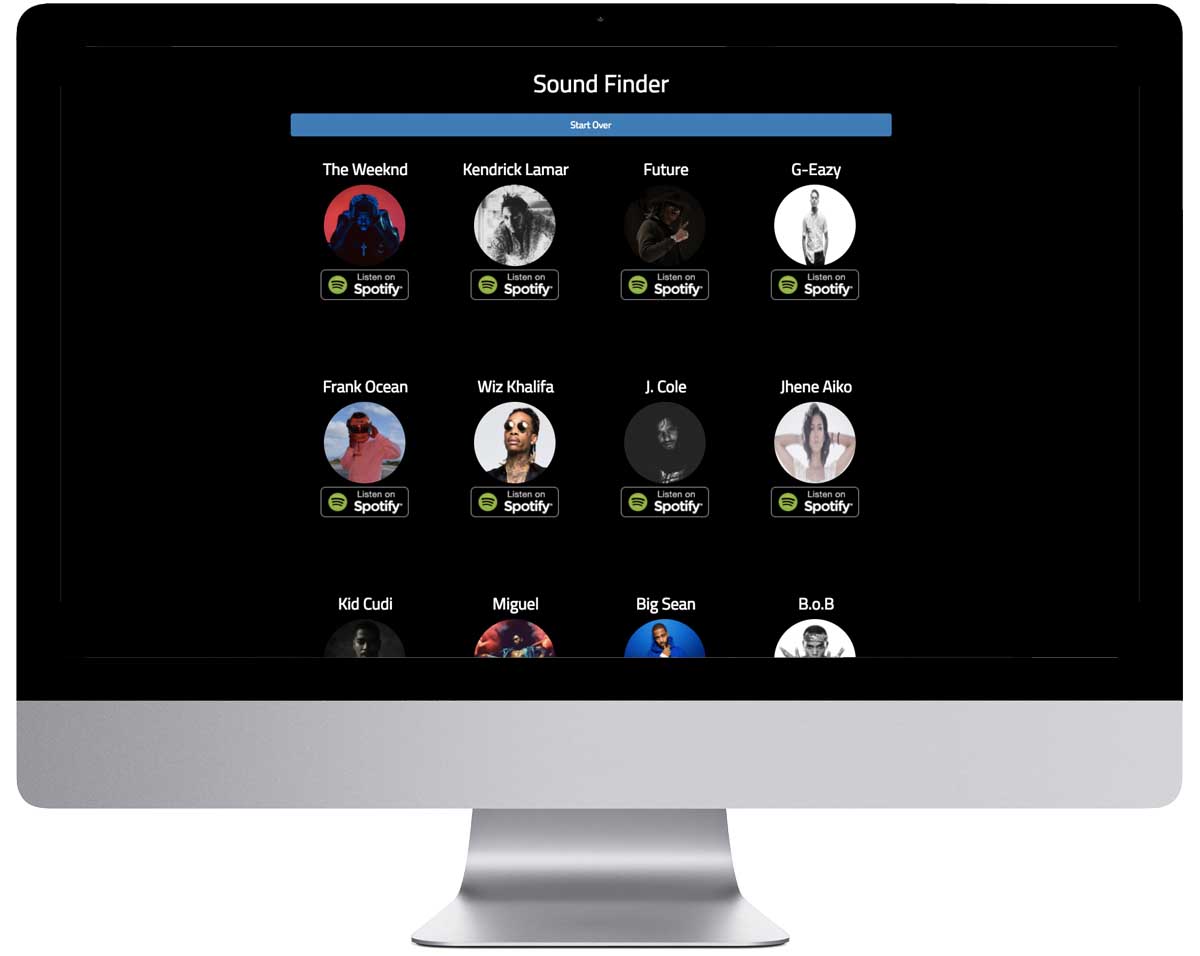 Sound Finder
Start Over
The Weeknd Kendrick Lamar Future G-Eazy
Listen on Listen on Listen on Listen on
Spotify Spotify Spotify Spotify
Frank Ocean Wiz Khalifa J. Cole Jhene Aiko
Listen on Listen on Listen on Listen on
Spotify Spotify Spotify Spotify
Kid Cudi Miguel Big Sean B.o.B